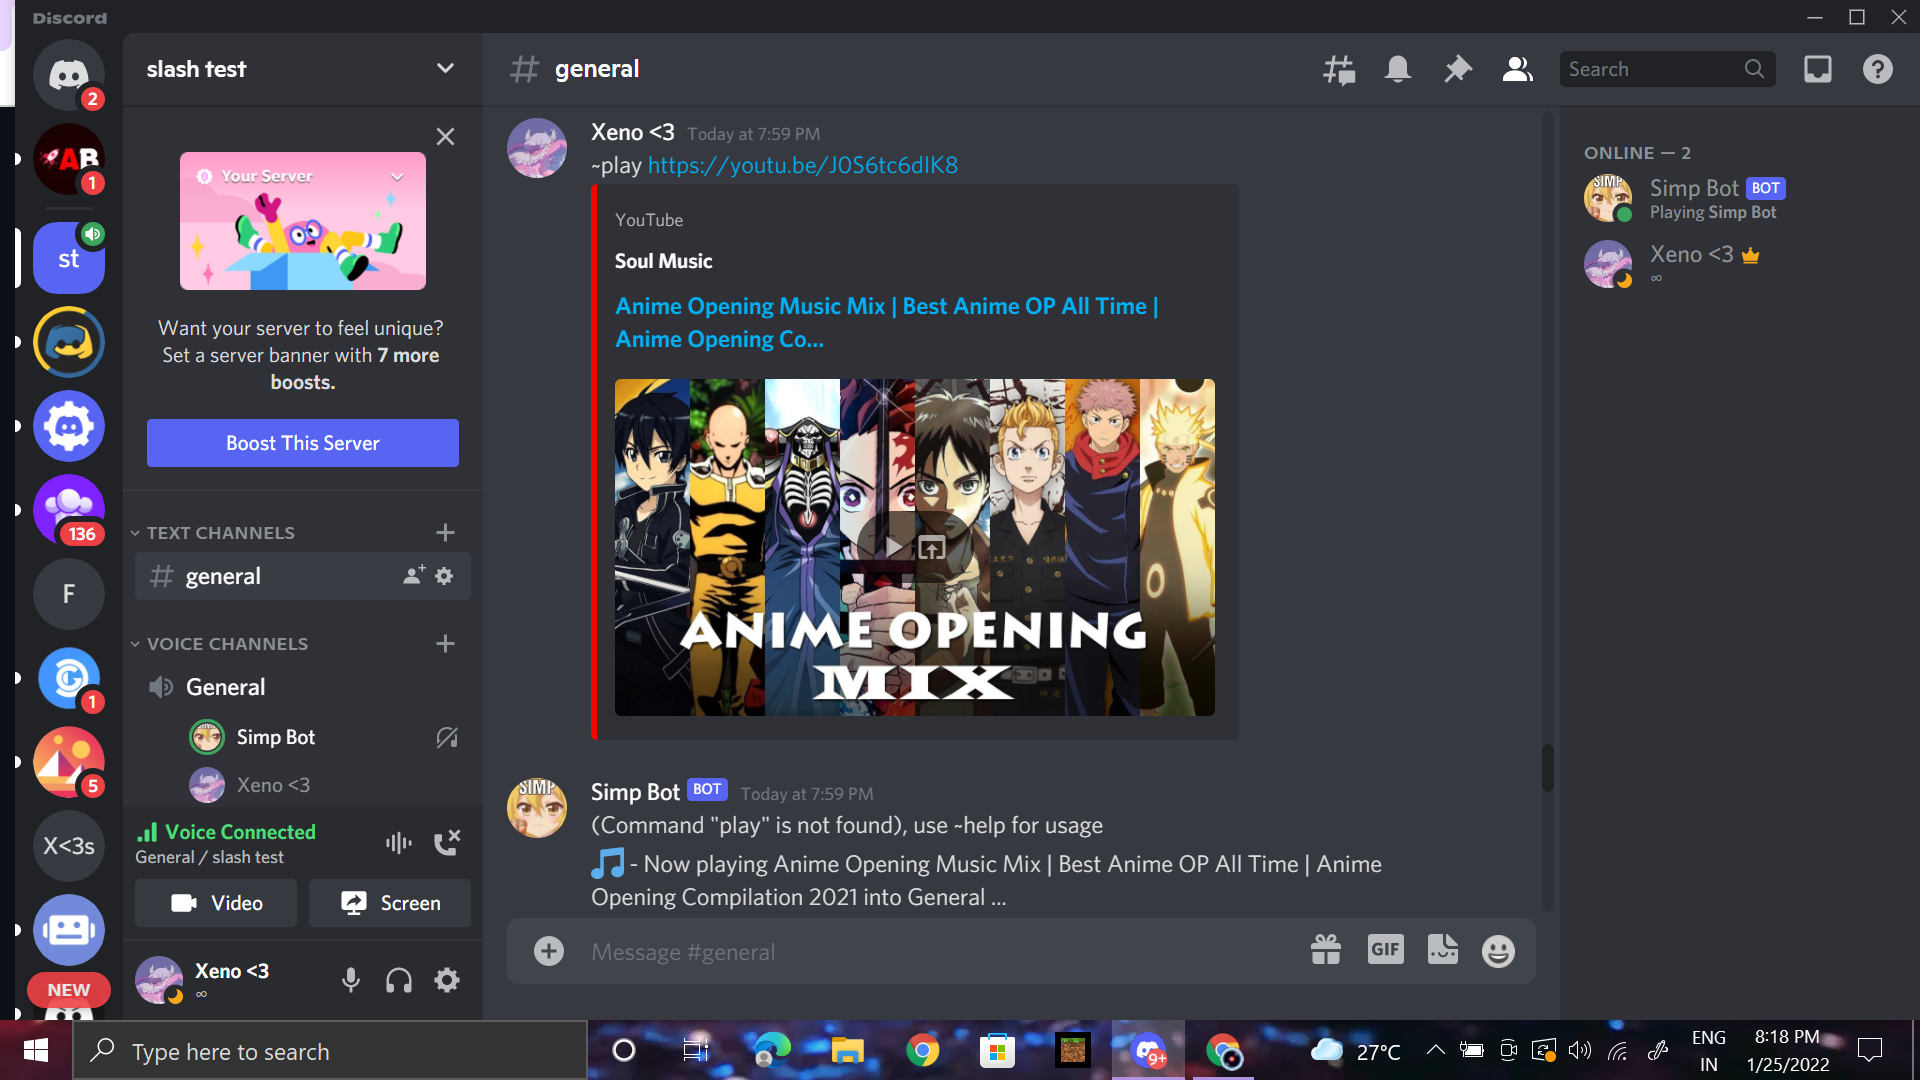 Discord
slash test
general
Search
2
AB
1
st
136
F
1
5
X<3s
NEW
Your Server
Want your server to feel unique?
Set a server banner with 7 more
boosts.
Boost This Server
TEXT CHANNELS
general
VOICE CHANNELS
General
Simp Bot
Xeno <3
Voice Connected
General / slash test
Video
Screen
Xeno <3
∞
Xeno <3 Today at 7:59 PM
~play https://youtu.be/J0S6tc6dIK8
YouTube
Soul Music
Anime Opening Music Mix | Best Anime OP All Time |
Anime Opening Co...
ANIME OPENING
MIX
SIMP
Simp Bot BOT Today at 7:59 PM
(Command "play" is not found), use ~help for usage
🎵 - Now playing Anime Opening Music Mix | Best Anime OP All Time | Anime
Opening Compilation 2021 into General ...
Message #general
GIF
ONLINE — 2
SIMP
Simp Bot BOT
Playing Simp Bot
Xeno <3
∞
Type here to search
9+
27°C
ENG
IN
8:18 PM
1/25/2022